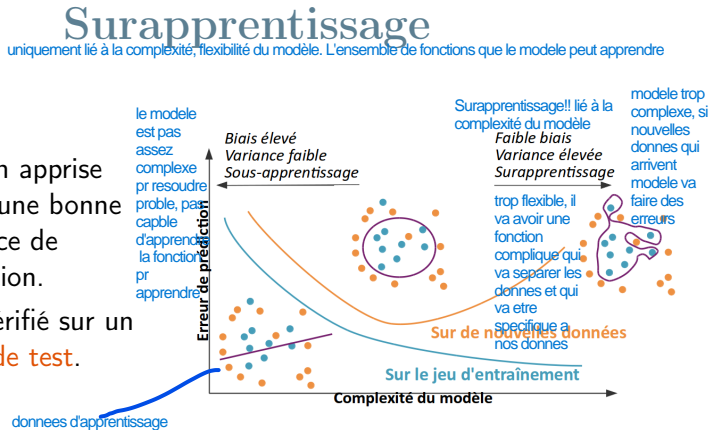 Surapprentissage
uniquement lié à la complexité, flexibilité du modèle. L'ensemble de fonctions que le modele peut apprendre
le modele
est pas
assez
complexe
pr resoudre
proble, pas
capble
d'apprendre
la fonction
pr
apprendre
Biais élevé
Variance faible
Sous-apprentissage
Surapprentissage!! lié à la
complexité du modèle
Faible biais
Variance élevée
Surapprentissage
modele trop
complexe, si
nouvelles
donnes qui
arrivent
modele va
faire des
erreurs
trop flexible, il
va avoir une
fonction
complique qui
va separer les
donnes et qui
va etre
specifique a
nos donnes
n apprise
une bonne
ce de
ion.
érifié sur un
de test.
Erreur de prédiction
Sur de nouvelles données
Sur le jeu d'entraînement
Complexité du modèle
donnees d'apprentissage